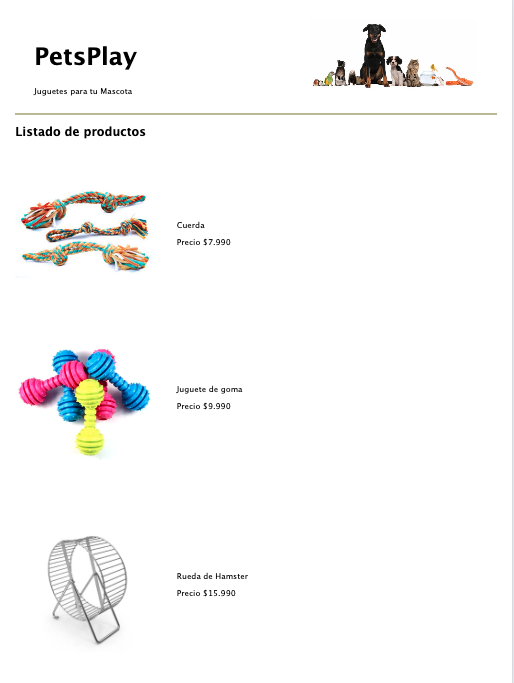 PetsPlay
Juguetes para tu Mascota
Listado de productos
Cuerda
Precio $7.990
Juguete de goma
Precio $9.990
Rueda de Hamster
Precio $15.990